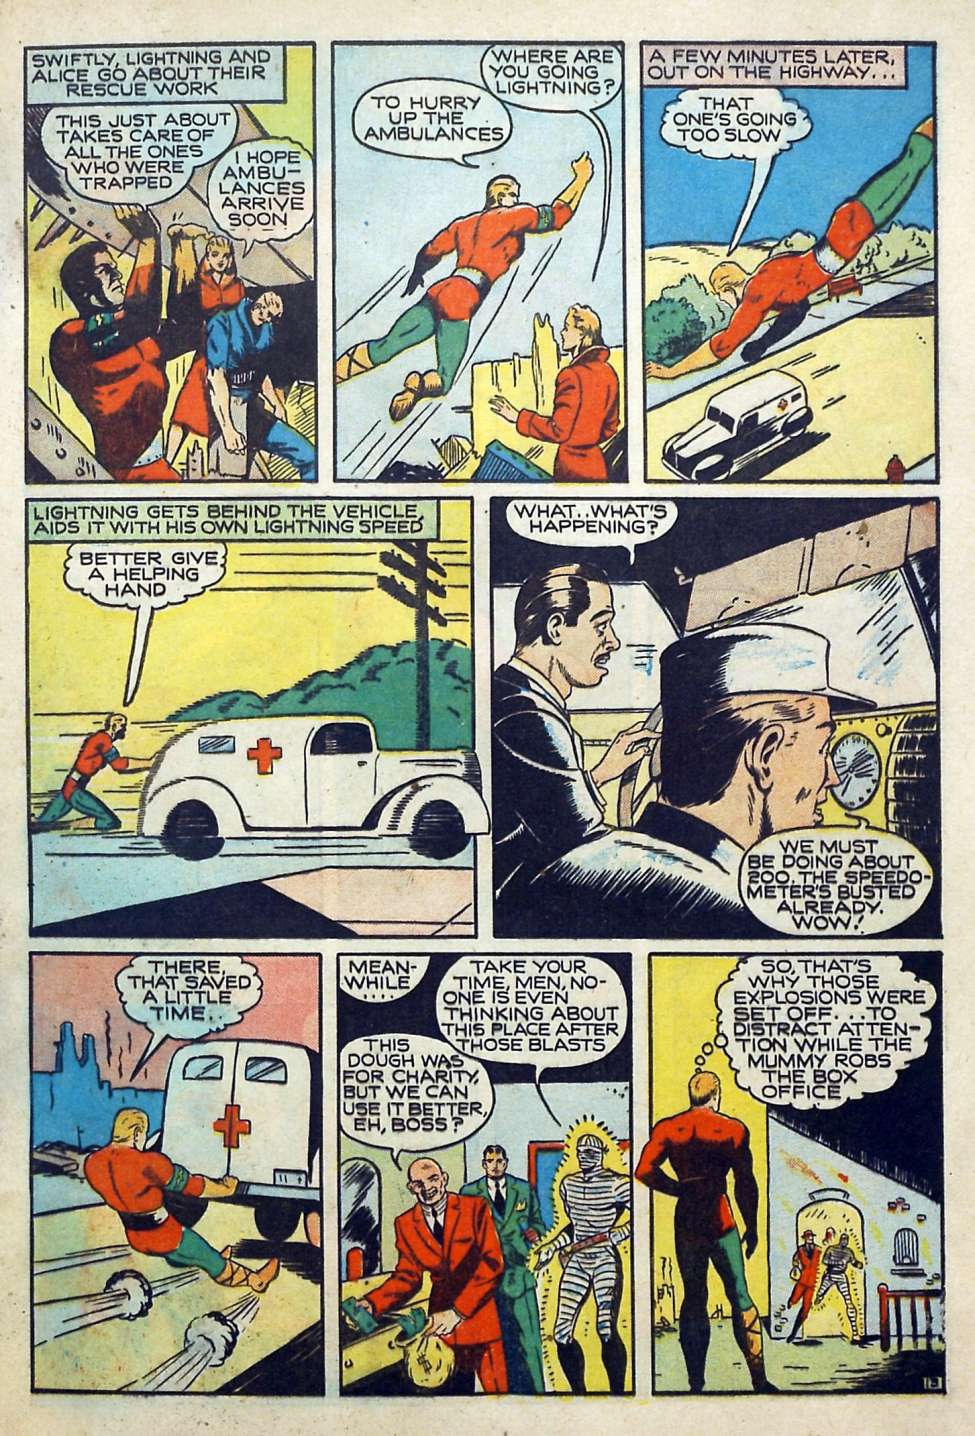 SWIFTLY, LIGHTNING AND
ALICE GO ABOUT THEIR
RESCUE WORK
THIS JUST ABOUT
TAKES CARE OF
ALL THE ONES
WHO WERE
TRAPPED
I HOPE
AMBU-
LANCES
ARRIVE
SOON
WHERE ARE
YOU GOING
LIGHTNING?
TO HURRY
UP THE
AMBULANCES
A FEW MINUTES LATER,
OUT ON THE HIGHWAY...
THAT
ONE'S GOING
TOO SLOW
LIGHTNING GETS BEHIND THE VEHICLE,
AIDS IT WITH HIS OWN LIGHTNING SPEED
BETTER GIVE
A HELPING
HAND
WHAT..WHAT'S
HAPPENING?
WE MUST
BE DOING ABOUT
200. THE SPEEDO-
METER'S BUSTED
ALREADY.
WOW!
THERE,
THAT SAVED
A LITTLE
TIME..
MEAN-
WHILE
....
TAKE YOUR
TIME, MEN, NO-
ONE IS EVEN
THINKING ABOUT
THIS PLACE AFTER
THOSE BLASTS
THIS
DOUGH WAS
FOR CHARITY,
BUT WE CAN
USE IT BETTER,
EH, BOSS?
SO, THAT'S
WHY THOSE
EXPLOSIONS WERE
SET OFF...TO
DISTRACT ATTEN-
TION WHILE THE
MUMMY ROBS
THE BOX
OFFICE